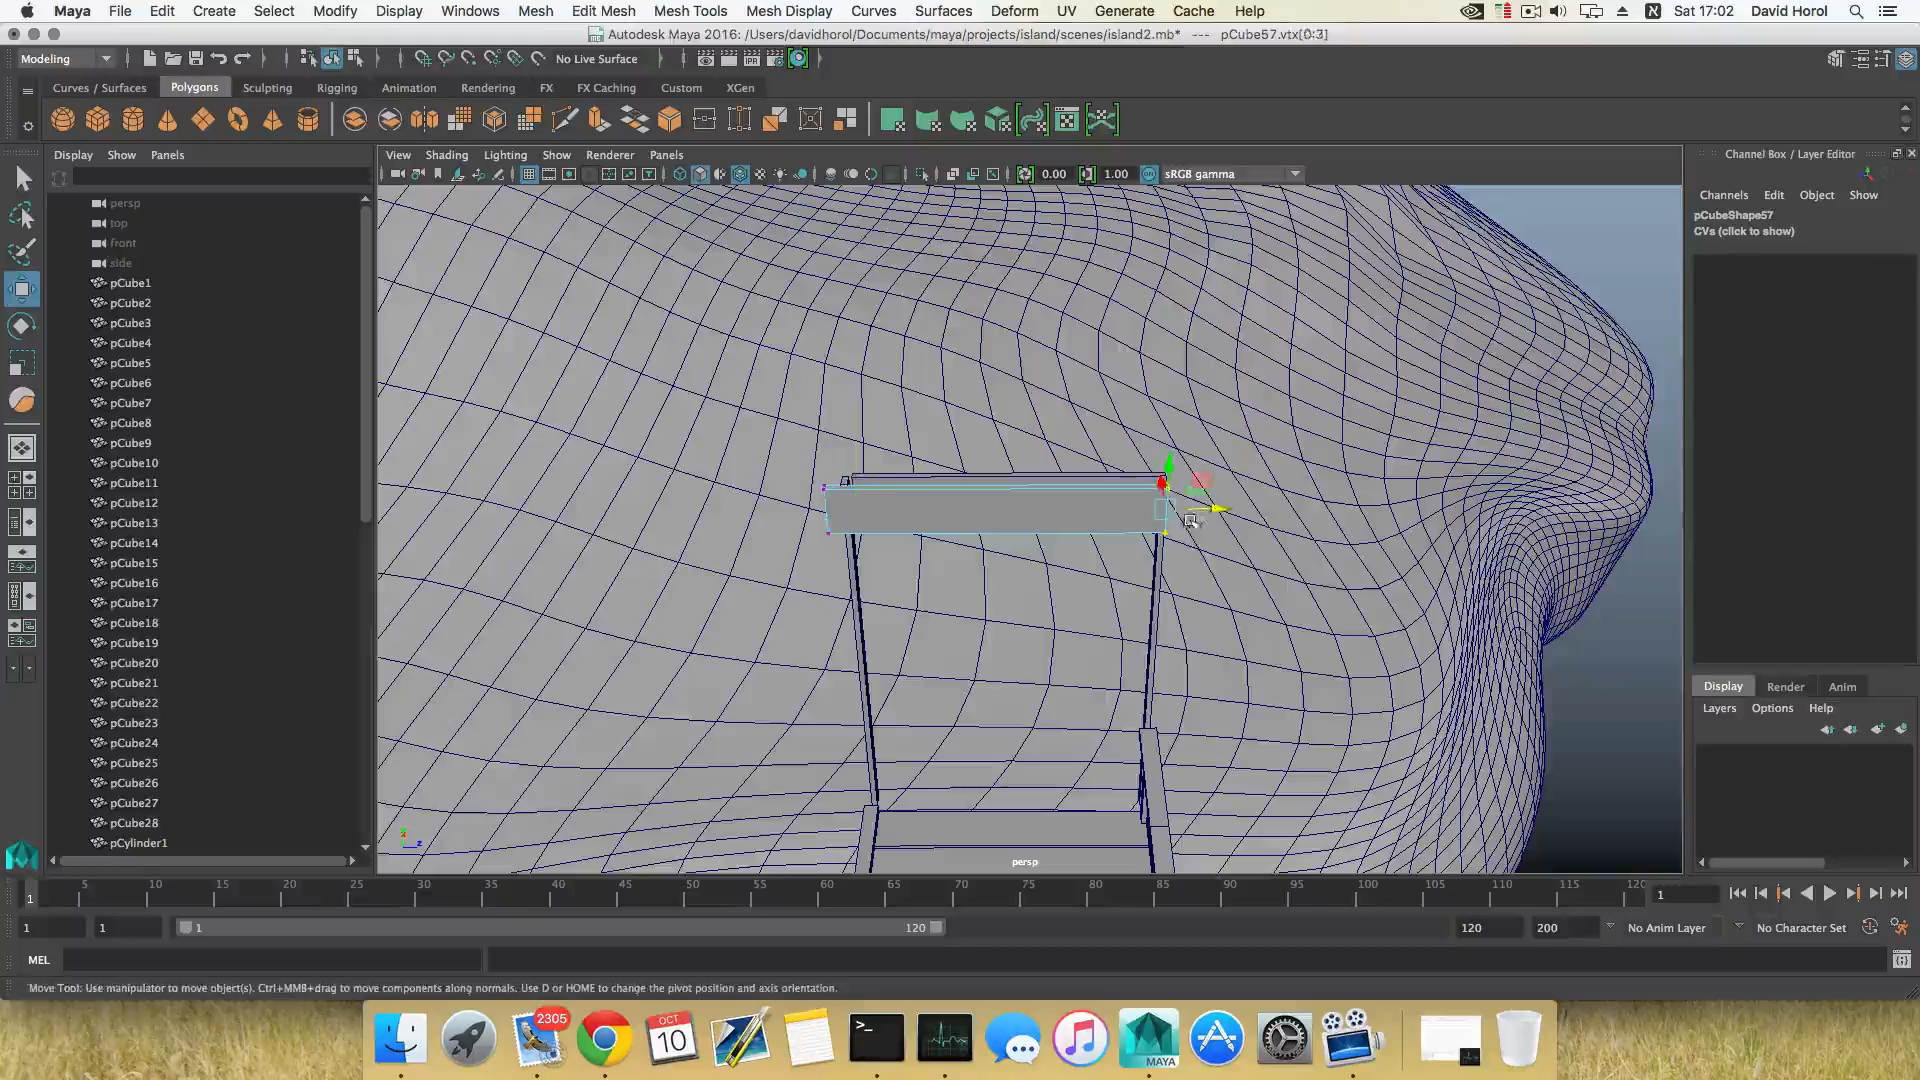 Maya File Edit Create Select Modify Display Windows Mesh Edit Mesh Mesh Tools Mesh Display Curves Surfaces Deform UV Generate Cache Help Sat 17:02 David Horol
Autodesk Maya 2016: /Users/davidhorol/Documents/maya/projects/island/scenes/island2.mb* --- pCube57.vtx[0:3]
Modeling No Live Surface
Curves / Surfaces Polygons Sculpting Rigging Animation Rendering FX FX Caching Custom XGen
IPR
Display Show Panels
View Shading Lighting Show Renderer Panels
0.00 1.00 sRGB gamma
Channel Box / Layer Editor
Channels Edit Object Show
pCubeShape57
CVs (click to show)
persp
top
front
side
pCube1
pCube2
pCube3
pCube4
pCube5
pCube6
pCube7
pCube8
pCube9
pCube10
pCube11
pCube12
pCube13
pCube14
pCube15
pCube16
pCube17
pCube18
pCube19
pCube20
pCube21
pCube22
pCube23
pCube24
pCube25
pCube26
pCube27
pCube28
pCylinder1
z
persp
Display Render Anim
Layers Options Help
1 5 10 15 20 25 30 35 40 45 50 55 60 65 70 75 80 85 90 95 100 105 110 115 120 1
1 1 1 120 120 200 No Anim Layer No Character Set
MEL
Move Tool: Use manipulator to move object(s). Ctrl+MMB+drag to move components along normals. Use D or HOME to change the pivot position and axis orientation.
2305
OCT
10
MAYA